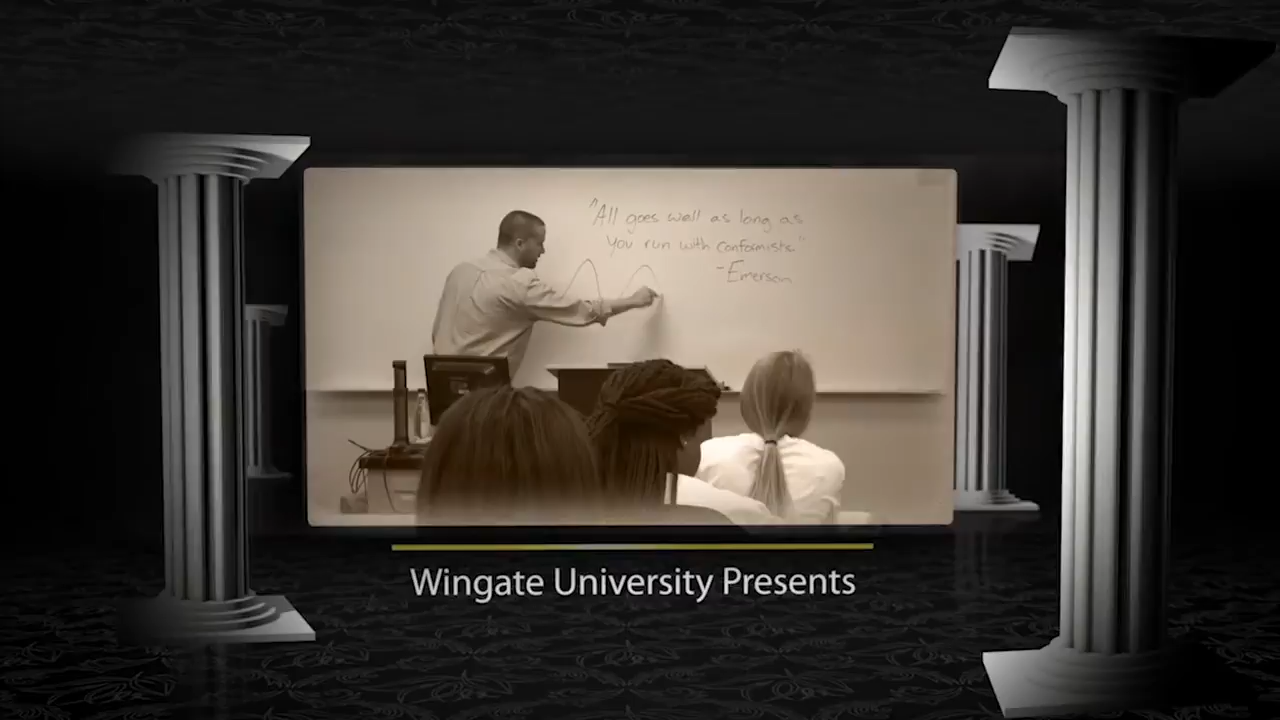 "All goes well as long as
You run with conformists."
-Emerson
Wingate University Presents